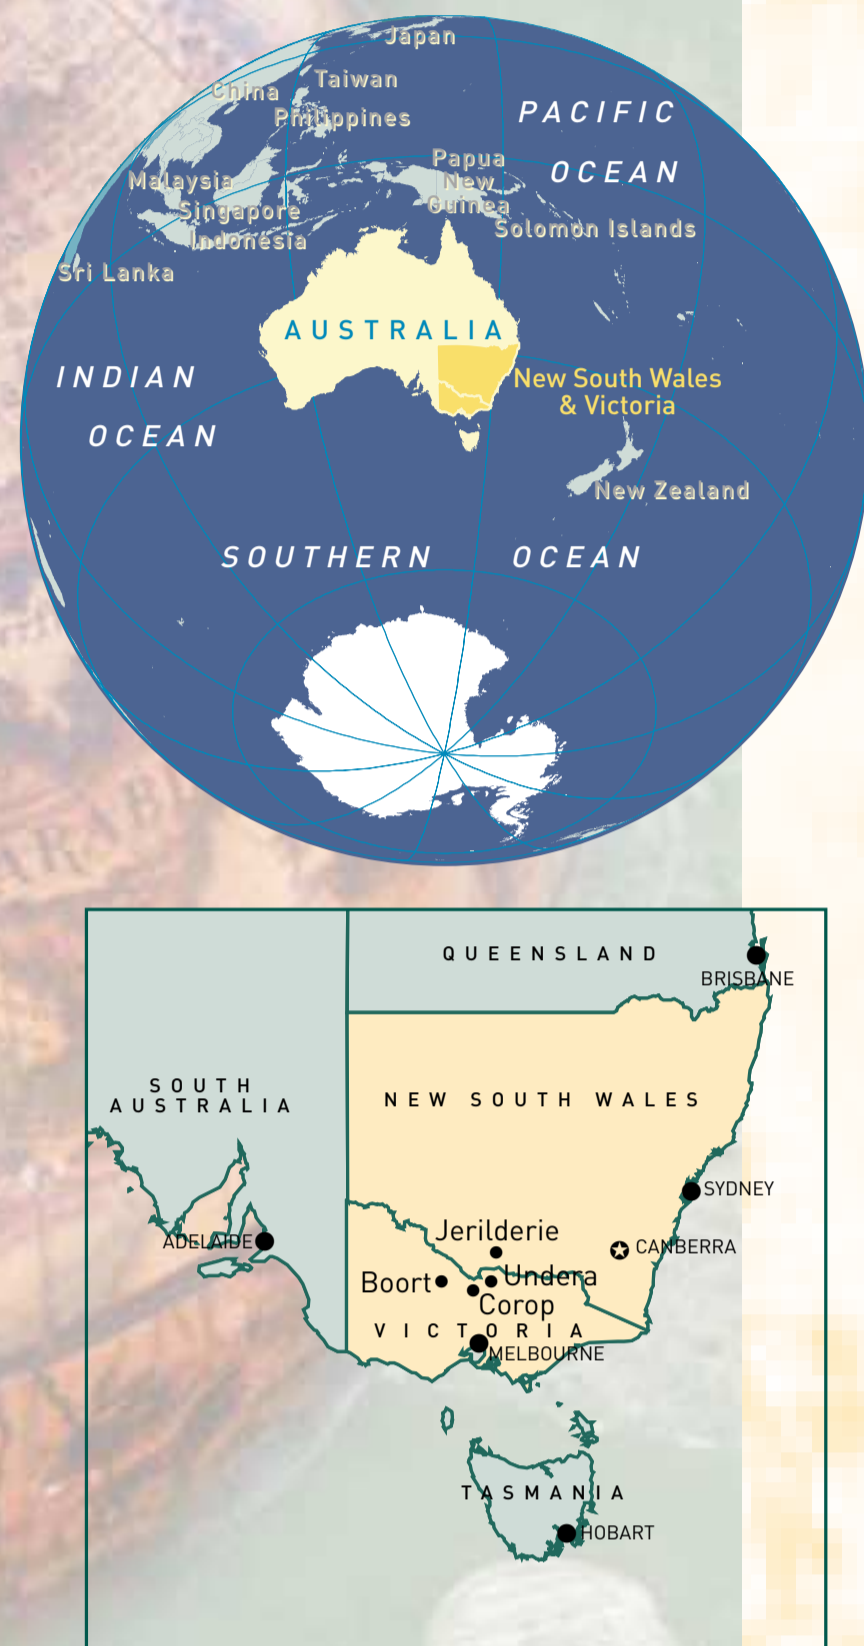 Japan
Taiwan
China
Philippines
PACIFIC
OCEAN
Papua
New
Guinea
Malaysia
Singapore
Indonesia
Solomon Islands
Sri Lanka
AUSTRALIA
INDIAN
OCEAN
New South Wales
& Victoria
New Zealand
SOUTHERN OCEAN
QUEENSLAND
BRISBANE
SOUTH
AUSTRALIA
NEW SOUTH WALES
SYDNEY
ADELAIDE
Jerilderie
CANBERRA
Boort
Undera
Corop
VICTORIA
MELBOURNE
TASMANIA
HOBART